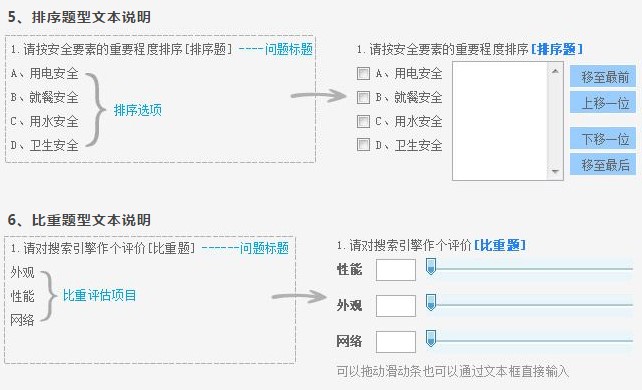 5、排序题型文本说明
1.请按安全要素的重要程度排序[排序题] ----问题标题
A、用电安全
B、就餐安全
C、用水安全
D、卫生安全
排序选项
1.请按安全要素的重要程度排序[排序题]
A、用电安全
B、就餐安全
C、用水安全
D、卫生安全
移至最前
上移一位
下移一位
移至最后
6、比重题型文本说明
1.请对搜索引擎作个评价[比重题] ------问题标题
外观
性能
网络
比重评估项目
1.请对搜索引擎作个评价[比重题]
性能
外观
网络
可以拖动滑动条也可以通过文本框直接输入